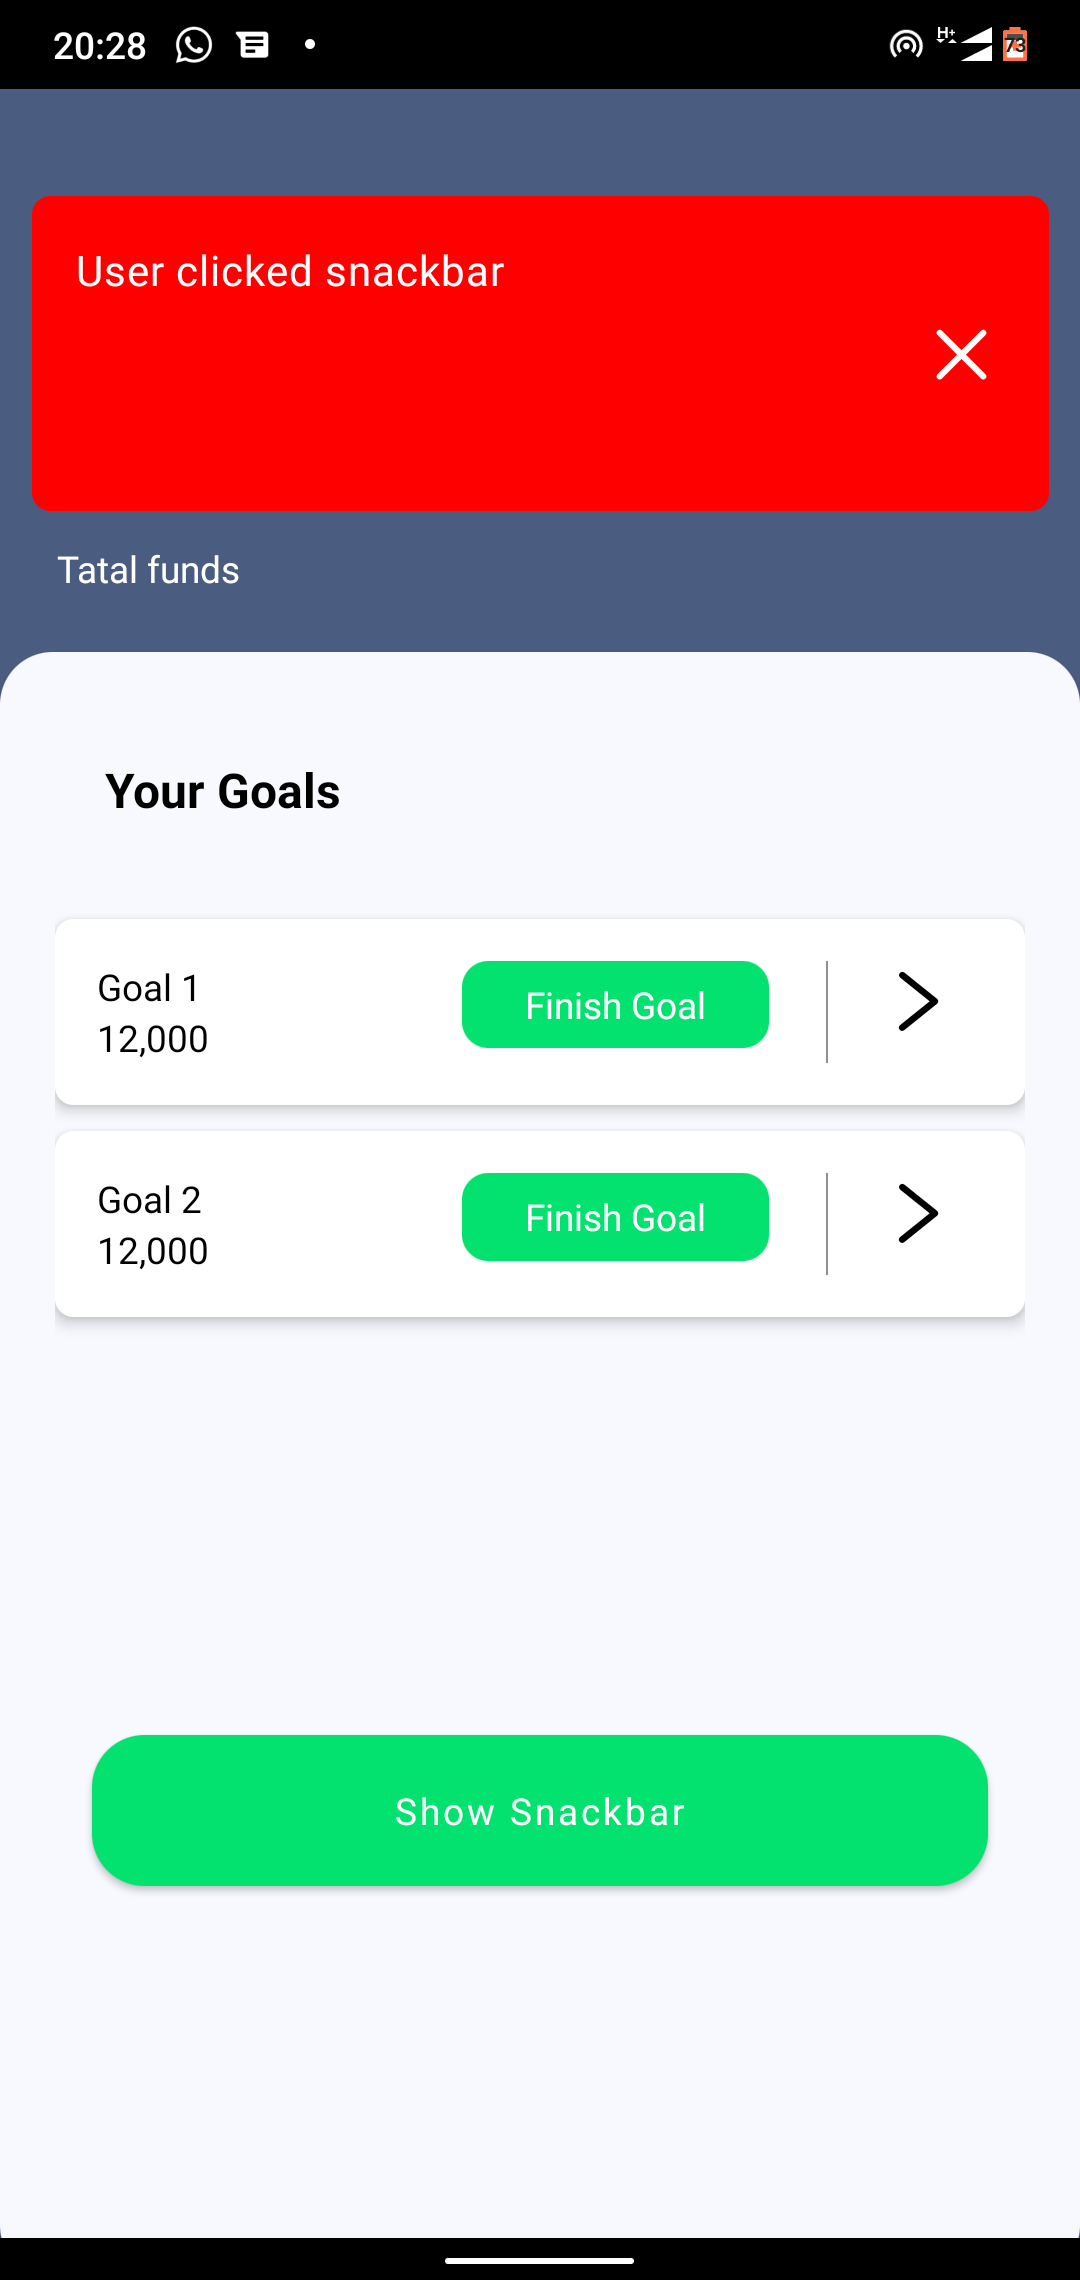 20:28
H+
73
User clicked snackbar
Tatal funds
Your Goals
Goal 1
12,000
Finish Goal
Goal 2
12,000
Finish Goal
Show Snackbar